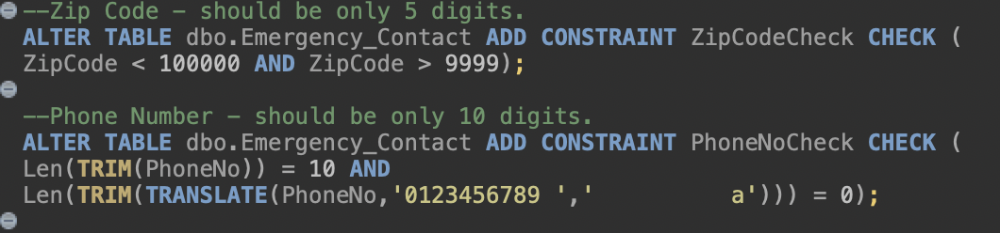 --Zip Code - should be only 5 digits.
ALTER TABLE dbo.Emergency_Contact ADD CONSTRAINT ZipCodeCheck CHECK (
ZipCode < 100000 AND ZipCode > 9999);
--Phone Number - should be only 10 digits.
ALTER TABLE dbo.Emergency_Contact ADD CONSTRAINT PhoneNoCheck CHECK (
Len(TRIM(PhoneNo)) = 10 AND
Len(TRIM(TRANSLATE(PhoneNo,'0123456789 ','          a'))) = 0);